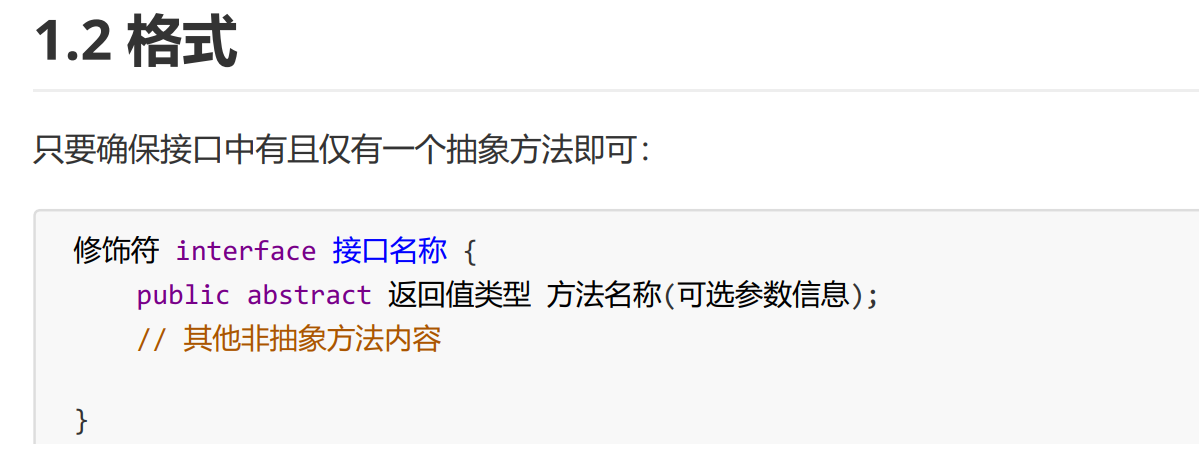 1.2 格式
只要确保接口中有且仅有一个抽象方法即可：
修饰符 interface 接口名称 {
public abstract 返回值类型 方法名称(可选参数信息);
// 其他非抽象方法内容
}